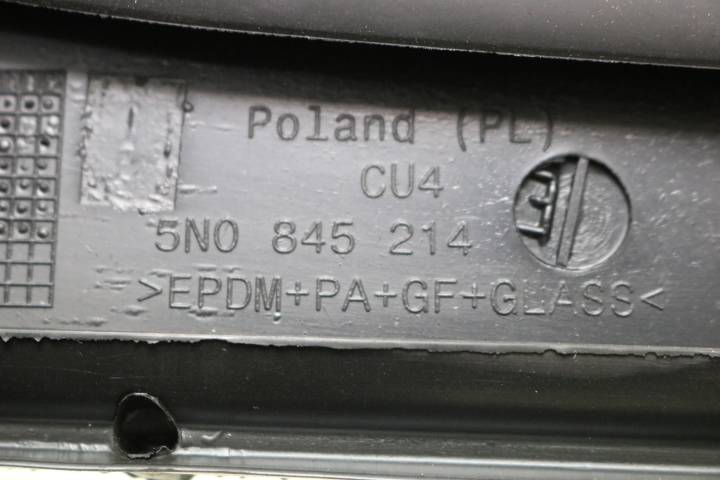 Poland (PL)
CU4
5N0 845 214
>EPDM+PA+GF+GLASS<